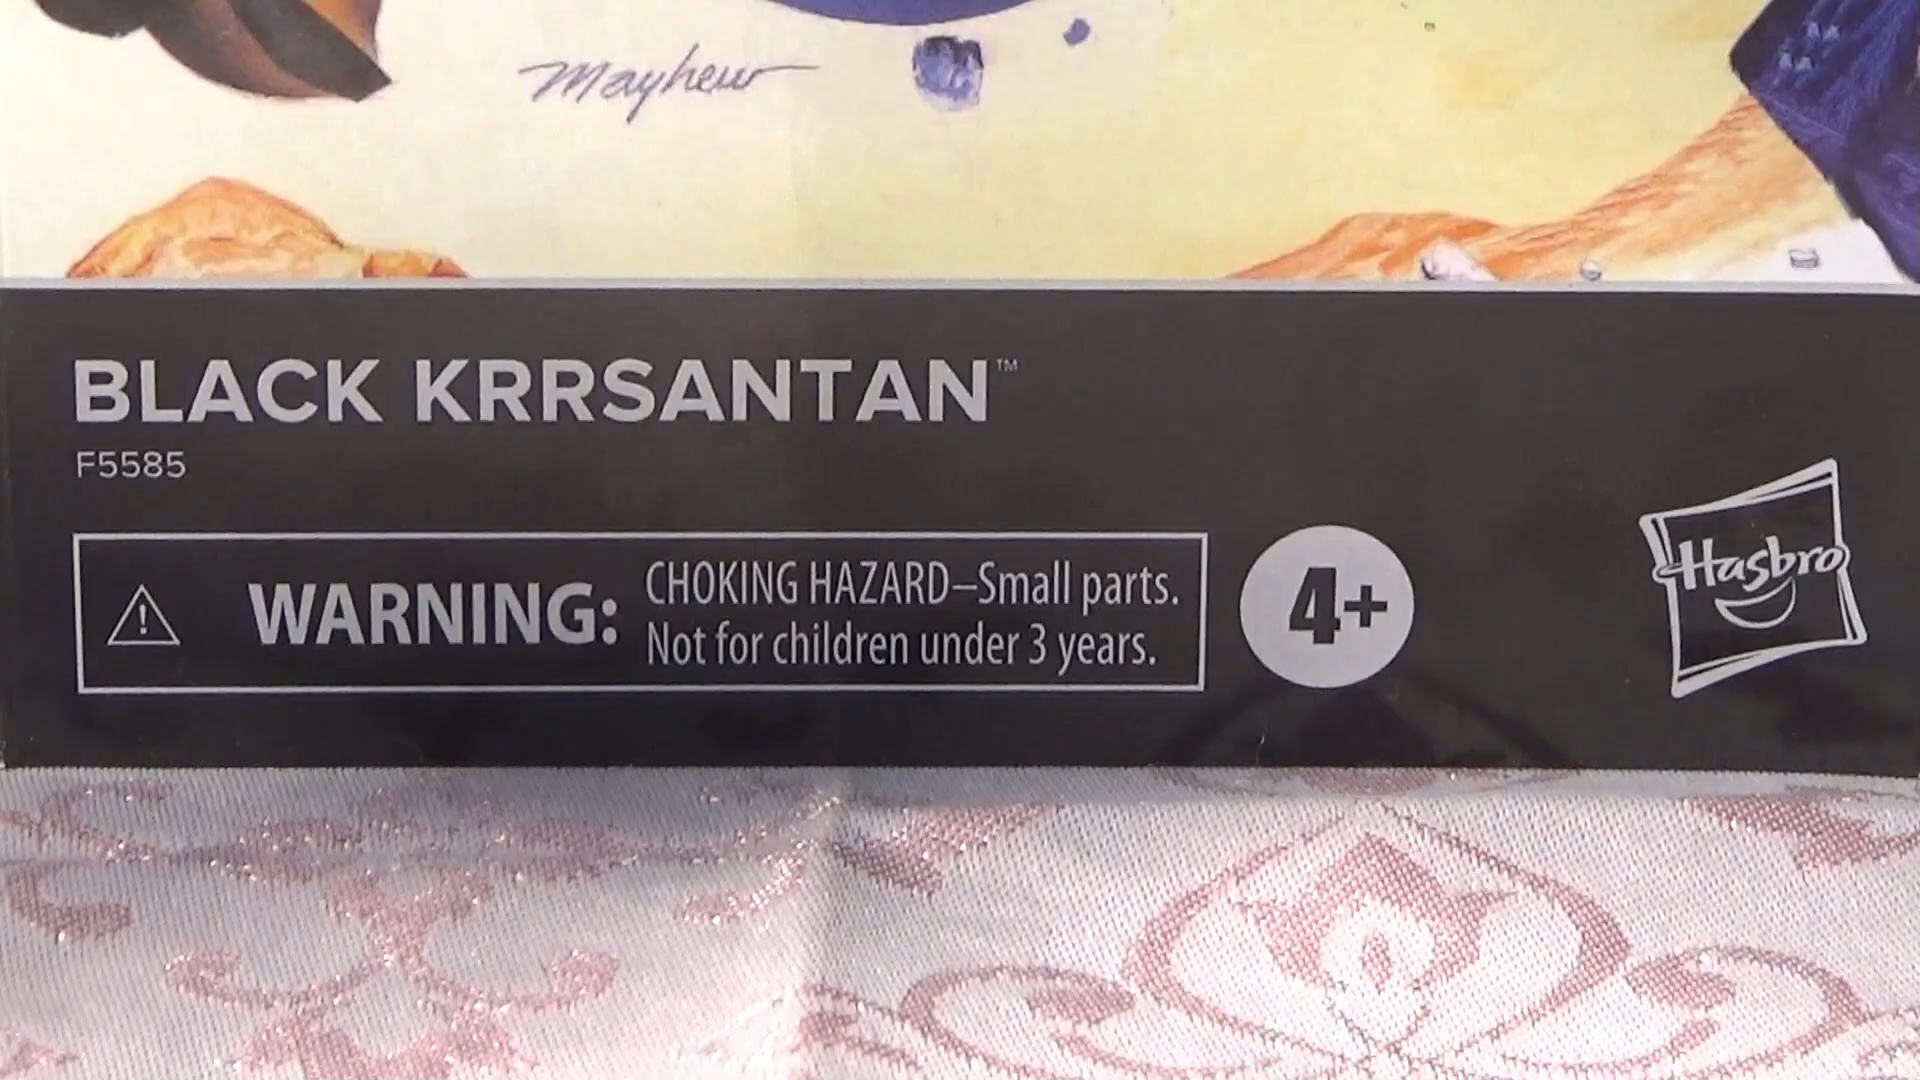 Mayhew
BLACK KRRSANTAN™
F5585
WARNING: CHOKING HAZARD–Small parts.
Not for children under 3 years.
4+
Hasbro